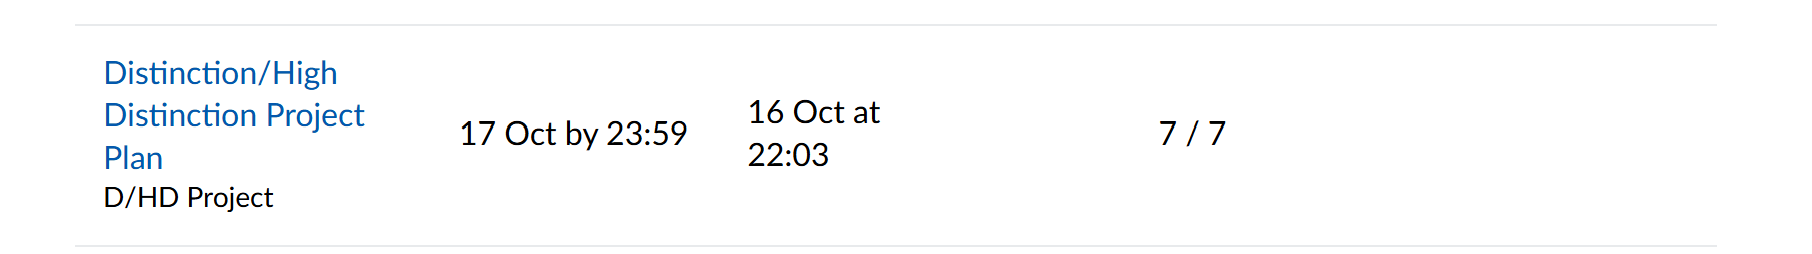 Distinction/High
Distinction Project
Plan
D/HD Project
17 Oct by 23:59
16 Oct at
22:03
7 / 7